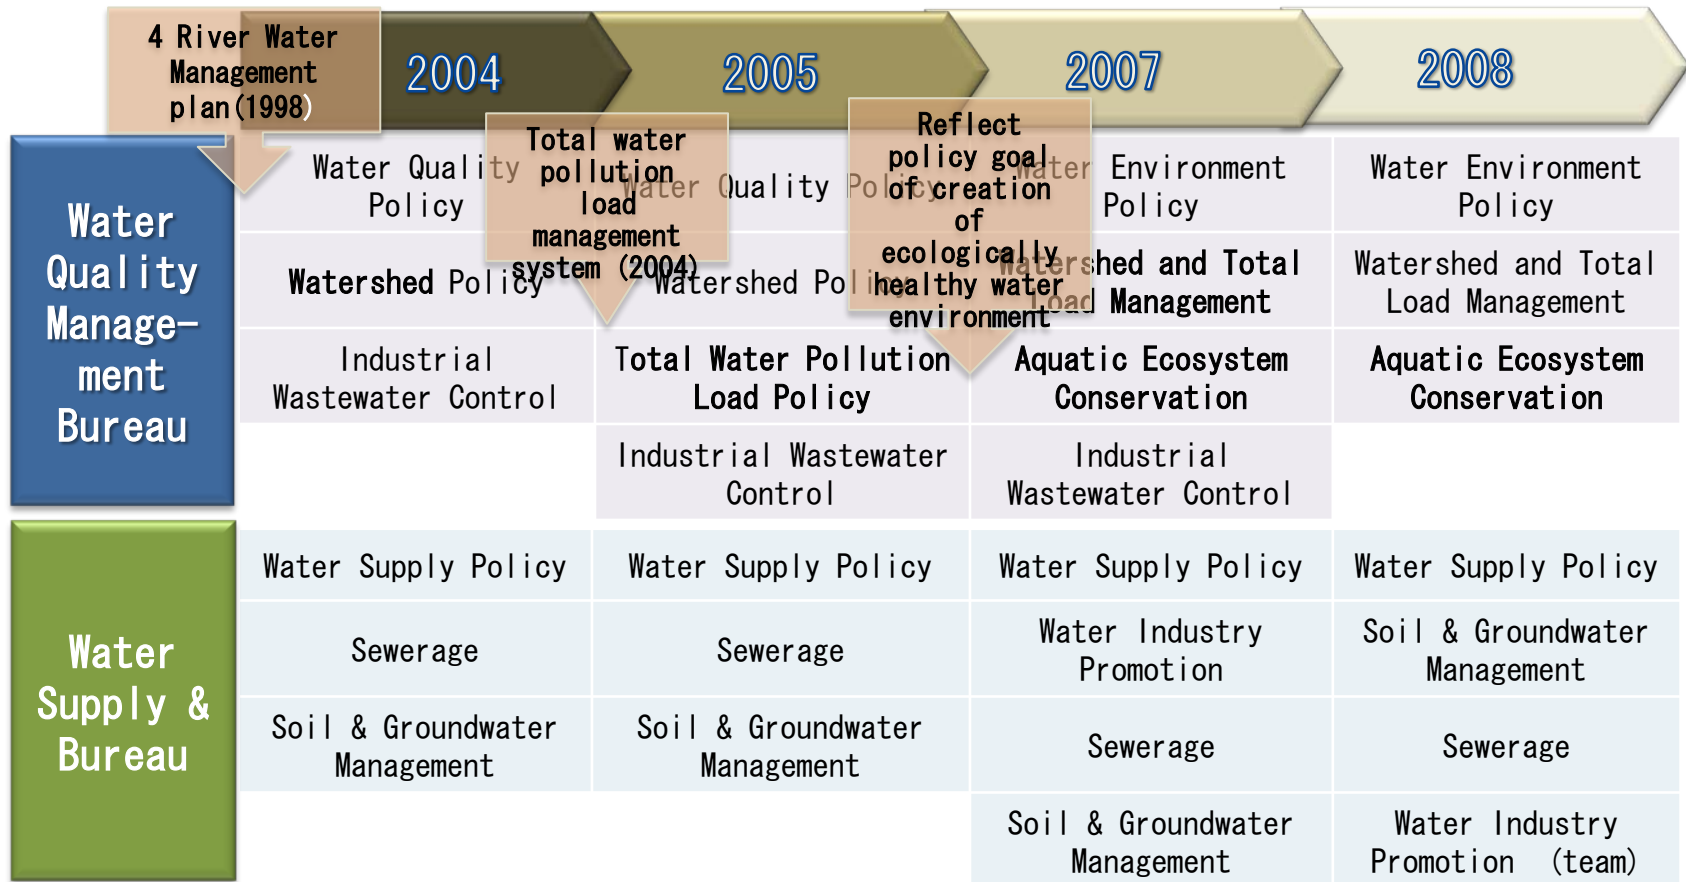 4 River Water
Management
plan(1998)
2004
2005
2007
2008
Total water
pollution
load
management
system (2004)
Reflect
policy goal
of creation
of
ecologically
healthy water
environment
Water
Quality
Manage-
ment
Bureau
Water Quality
Policy
Water Quality Policy
Water Environment
Policy
Water Environment
Policy
Watershed Policy
Watershed Policy
Watershed and Total
Load Management
Watershed and Total
Load Management
Industrial
Wastewater Control
Total Water Pollution
Load Policy
Aquatic Ecosystem
Conservation
Aquatic Ecosystem
Conservation
Industrial Wastewater
Control
Industrial
Wastewater Control
Water
Supply &
Bureau
Water Supply Policy
Water Supply Policy
Water Supply Policy
Water Supply Policy
Sewerage
Sewerage
Water Industry
Promotion
Soil & Groundwater
Management
Soil & Groundwater
Management
Soil & Groundwater
Management
Sewerage
Sewerage
Soil & Groundwater
Management
Water Industry
Promotion (team)